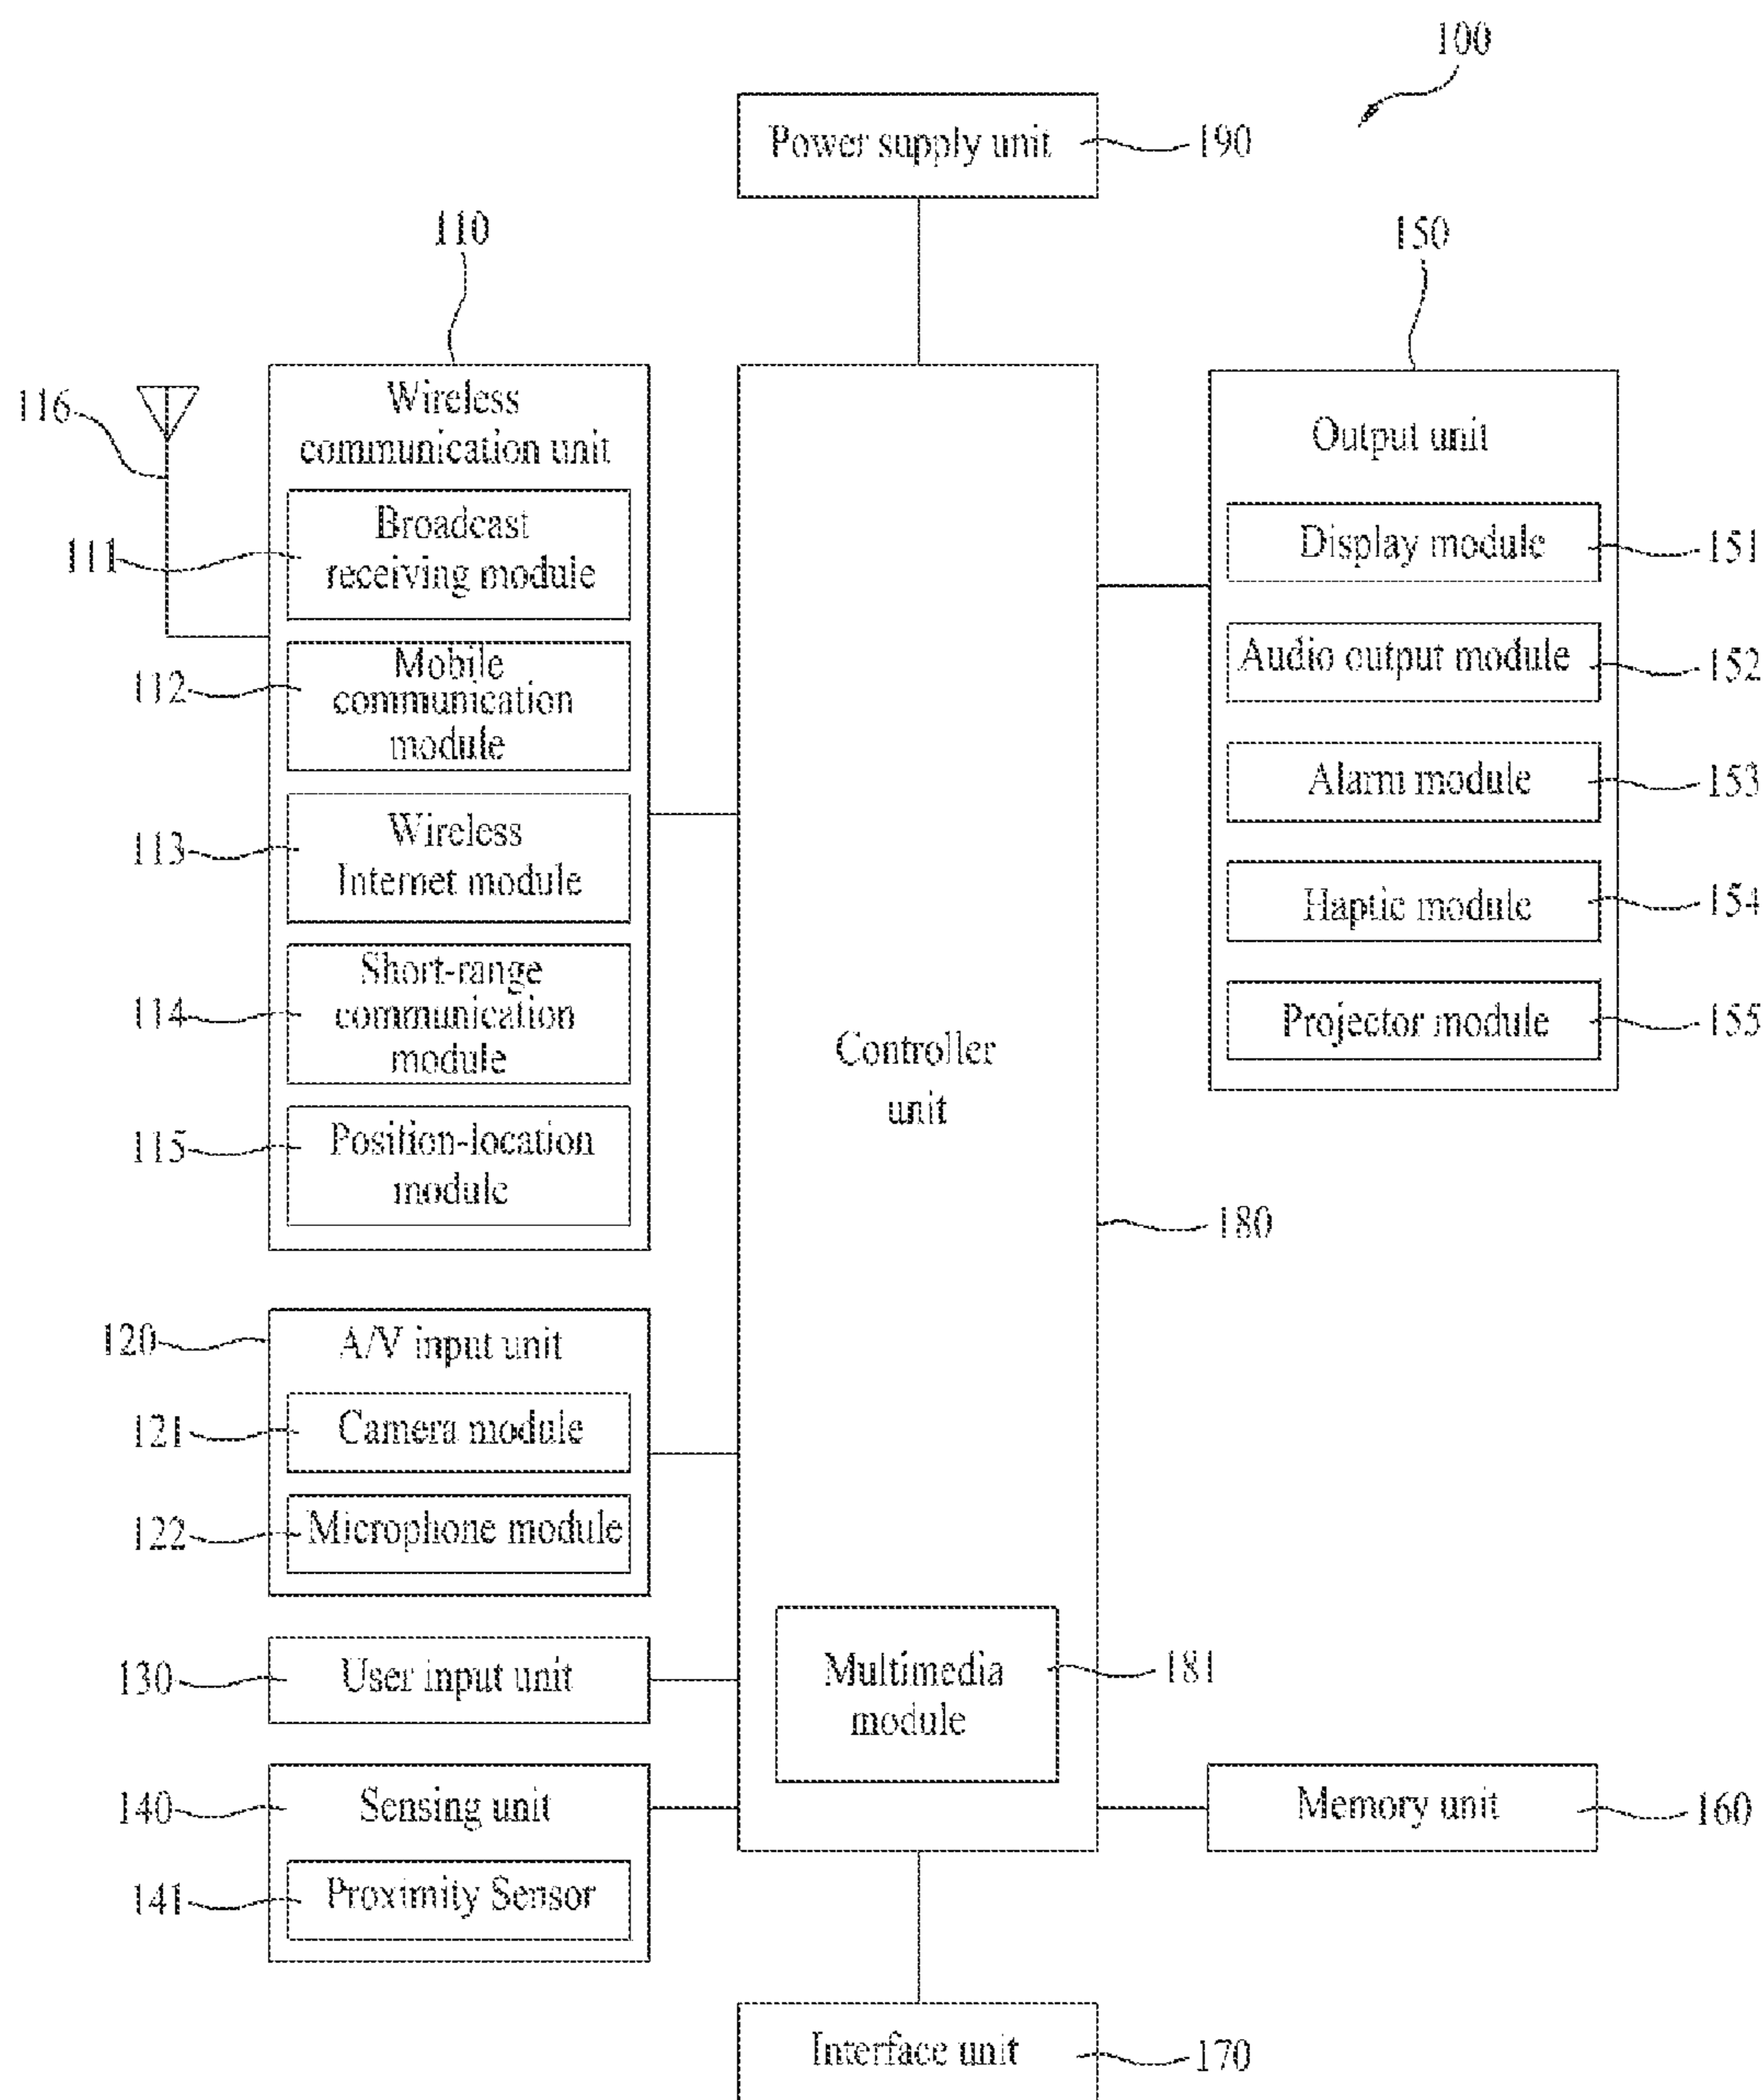 100
Power supply unit
190
110
150
116
Wireless
communication unit
111
Broadcast
receiving module
112
Mobile
communication
module
113
Wireless
Internet module
114
Short-range
communication
module
115
Position-location
module
Output unit
Display module
151
Audio output module
152
Alarm module
153
Haptic module
154
Projector module
155
Controller
unit
180
120
A/V input unit
121
Camera module
122
Microphone module
130
User input unit
Multimedia
module
181
140
Sensing unit
141
Proximity Sensor
Memory unit
160
Interface unit
170